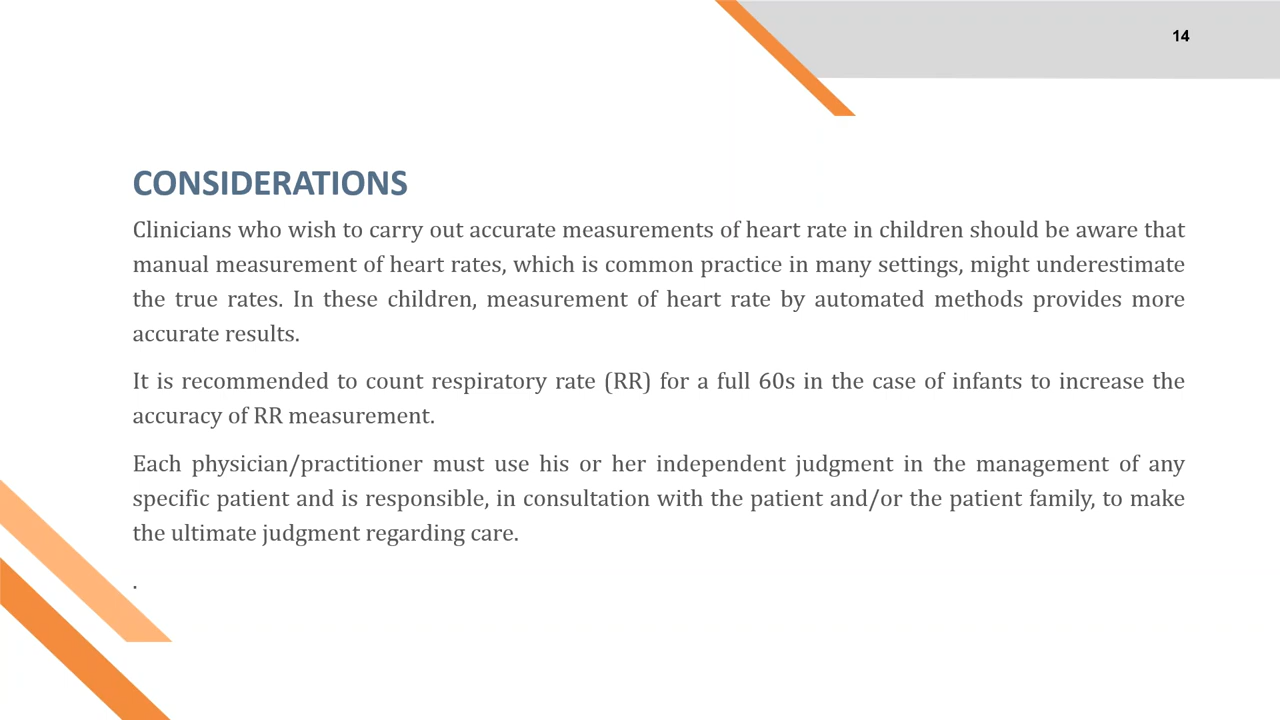 14
CONSIDERATIONS
Clinicians who wish to carry out accurate measurements of heart rate in children should be aware that
manual measurement of heart rates, which is common practice in many settings, might underestimate
the true rates. In these children, measurement of heart rate by automated methods provides more
accurate results.
It is recommended to count respiratory rate (RR) for a full 60s in the case of infants to increase the
accuracy of RR measurement.
Each physician/practitioner must use his or her independent judgment in the management of any
specific patient and is responsible, in consultation with the patient and/or the patient family, to make
the ultimate judgment regarding care.
.